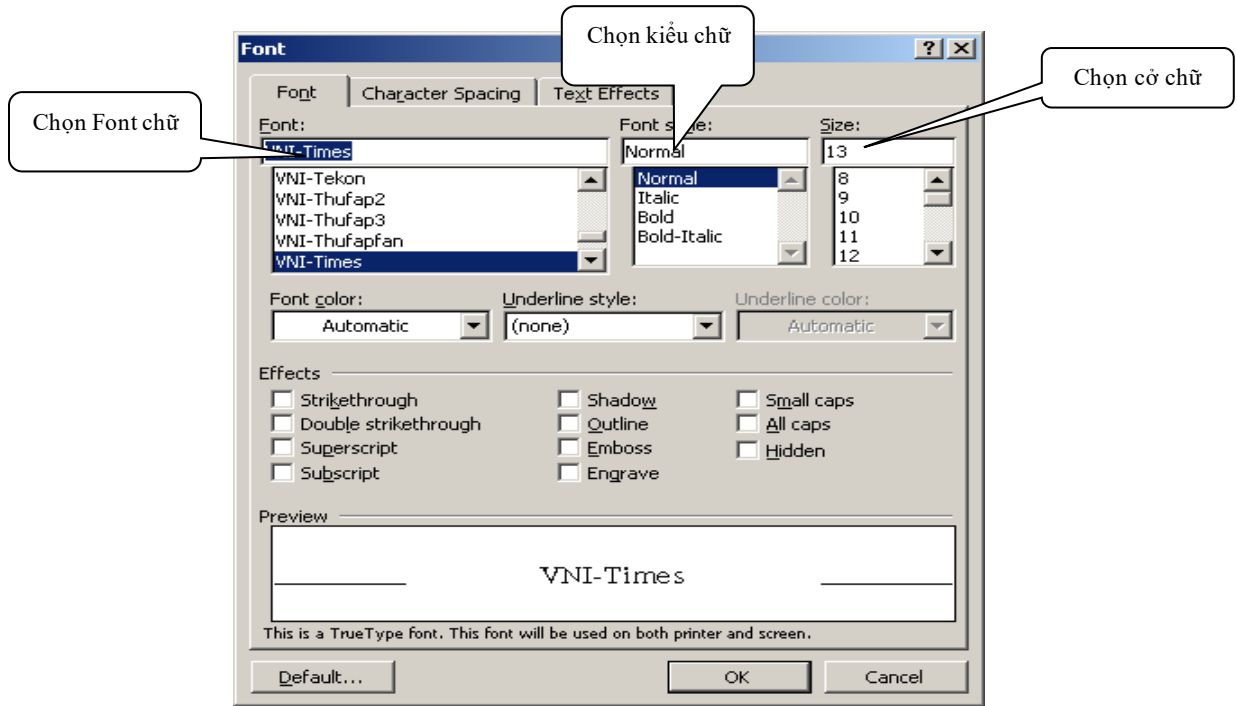 Chọn kiểu chữ
Font
Chọn cở chữ
Font Character Spacing Text Effects
Chọn Font chữ
Font: Font style: Size:
VNI-Times Normal 13
VNI-Tekon Normal 8
VNI-Thufap2 Italic 9
VNI-Thufap3 Bold 10
VNI-Thufapfan Bold-Italic 11
VNI-Times 12
Font color: Underline style: Underline color:
Automatic (none) Automatic
Effects
Strikethrough Shadow Small caps
Double strikethrough Outline All caps
Superscript Emboss Hidden
Subscript Engrave
Preview
VNI-Times
This is a TrueType font. This font will be used on both printer and screen.
Default... OK Cancel